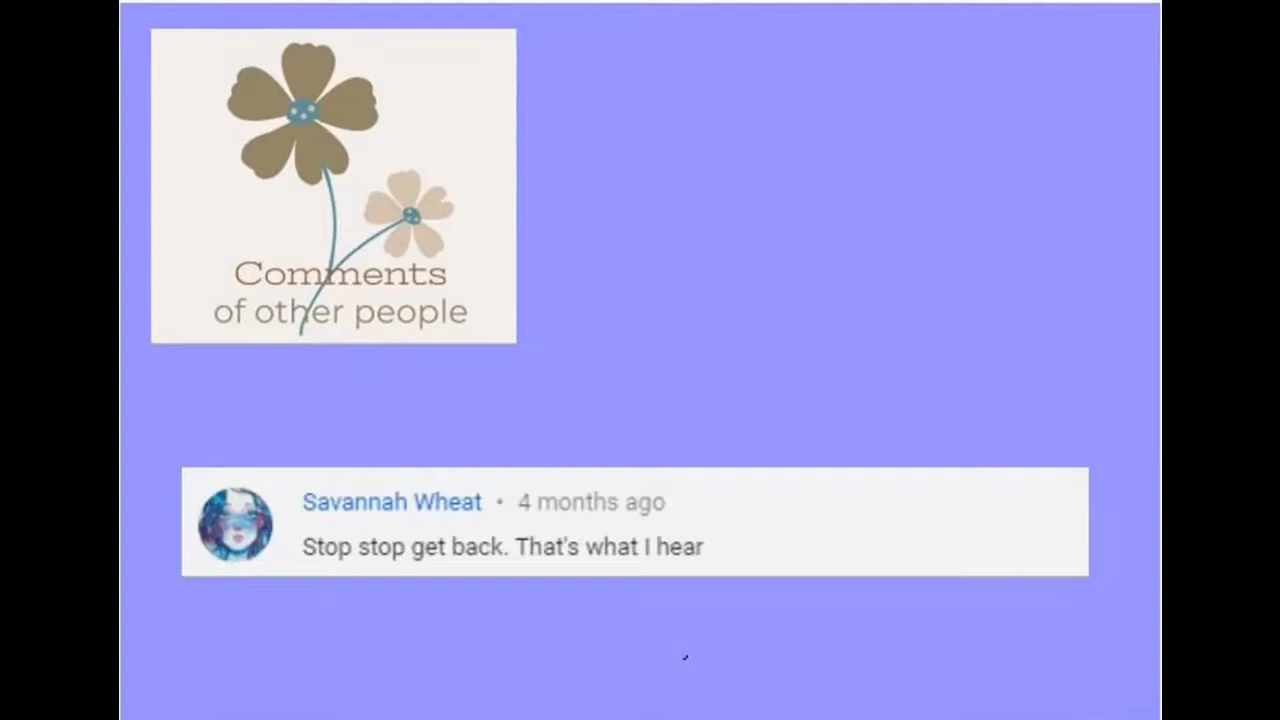 Comments
of other people
Savannah Wheat • 4 months ago
Stop stop get back. That's what I hear